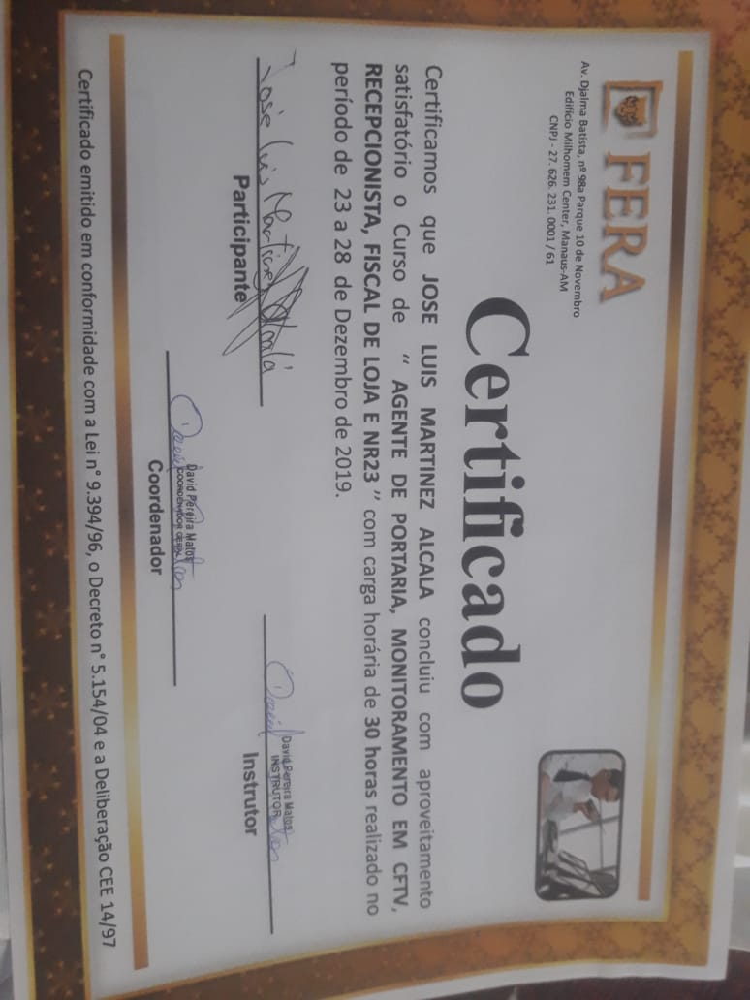 FERA
Av. Djalma Batista, nº 98a Parque 10 de Novembro
Edifício Milhomem Center, Manaus-AM
CNPJ - 27. 626. 231. 0001 / 61
Certificado
Certificamos que JOSE LUIS MARTINEZ ALCALA concluiu com aproveitamento
satisfatório o Curso de “ AGENTE DE PORTARIA, MONITORAMENTO EM CFTV,
RECEPCIONISTA, FISCAL DE LOJA E NR23 ” com carga horária de 30 horas realizado no
período de 23 a 28 de Dezembro de 2019.
Jose Luis Martinez Alcala
Participante
David Pereira Matos
INSTRUTOR
Instrutor
David Pereira Matos
COORDENADOR GERAL
Coordenador
Certificado emitido em conformidade com a Lei n° 9.394/96, o Decreto n° 5.154/04 e a Deliberação CEE 14/97